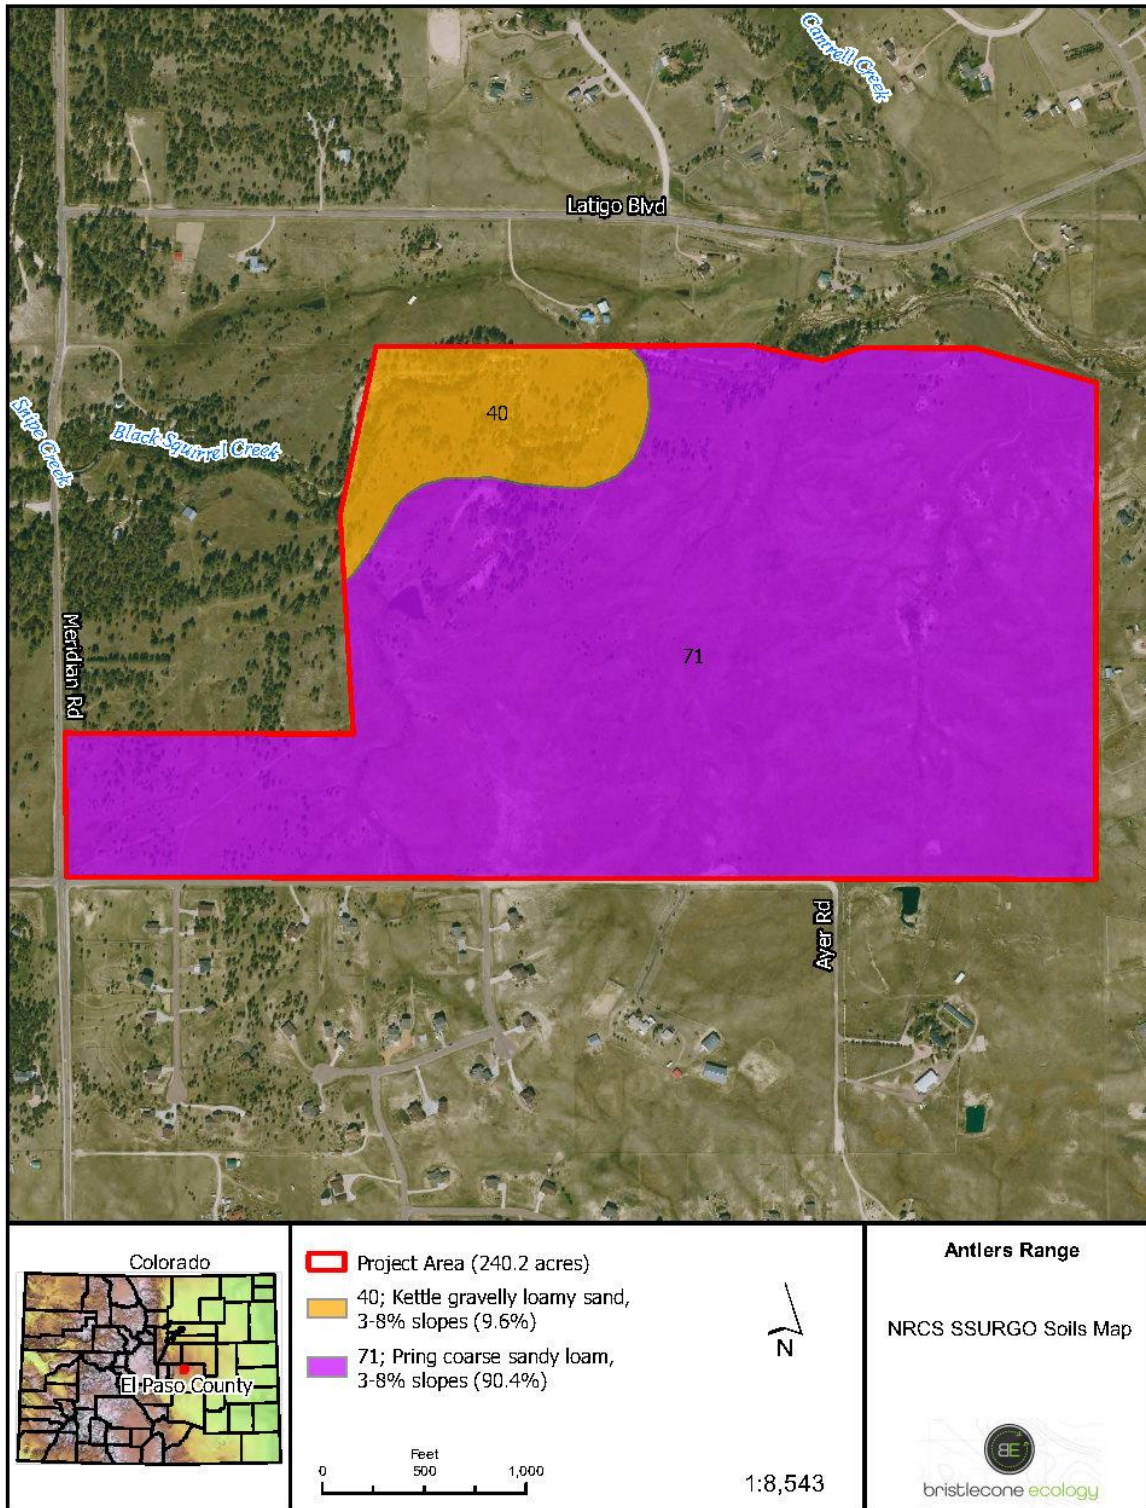 Cantrell Creek
Latigo Blvd
40
Snipe Creek
Black Squirrel Creek
71
Meridian Rd
Ayer Rd
Colorado
El Paso County
Project Area (240.2 acres)
40; Kettle gravelly loamy sand,
3-8% slopes (9.6%)
71; Pring coarse sandy loam,
3-8% slopes (90.4%)
Feet
0 500 1,000
N
1:8,543
Antlers Range
NRCS SSURGO Soils Map
BE
bristlecone ecology